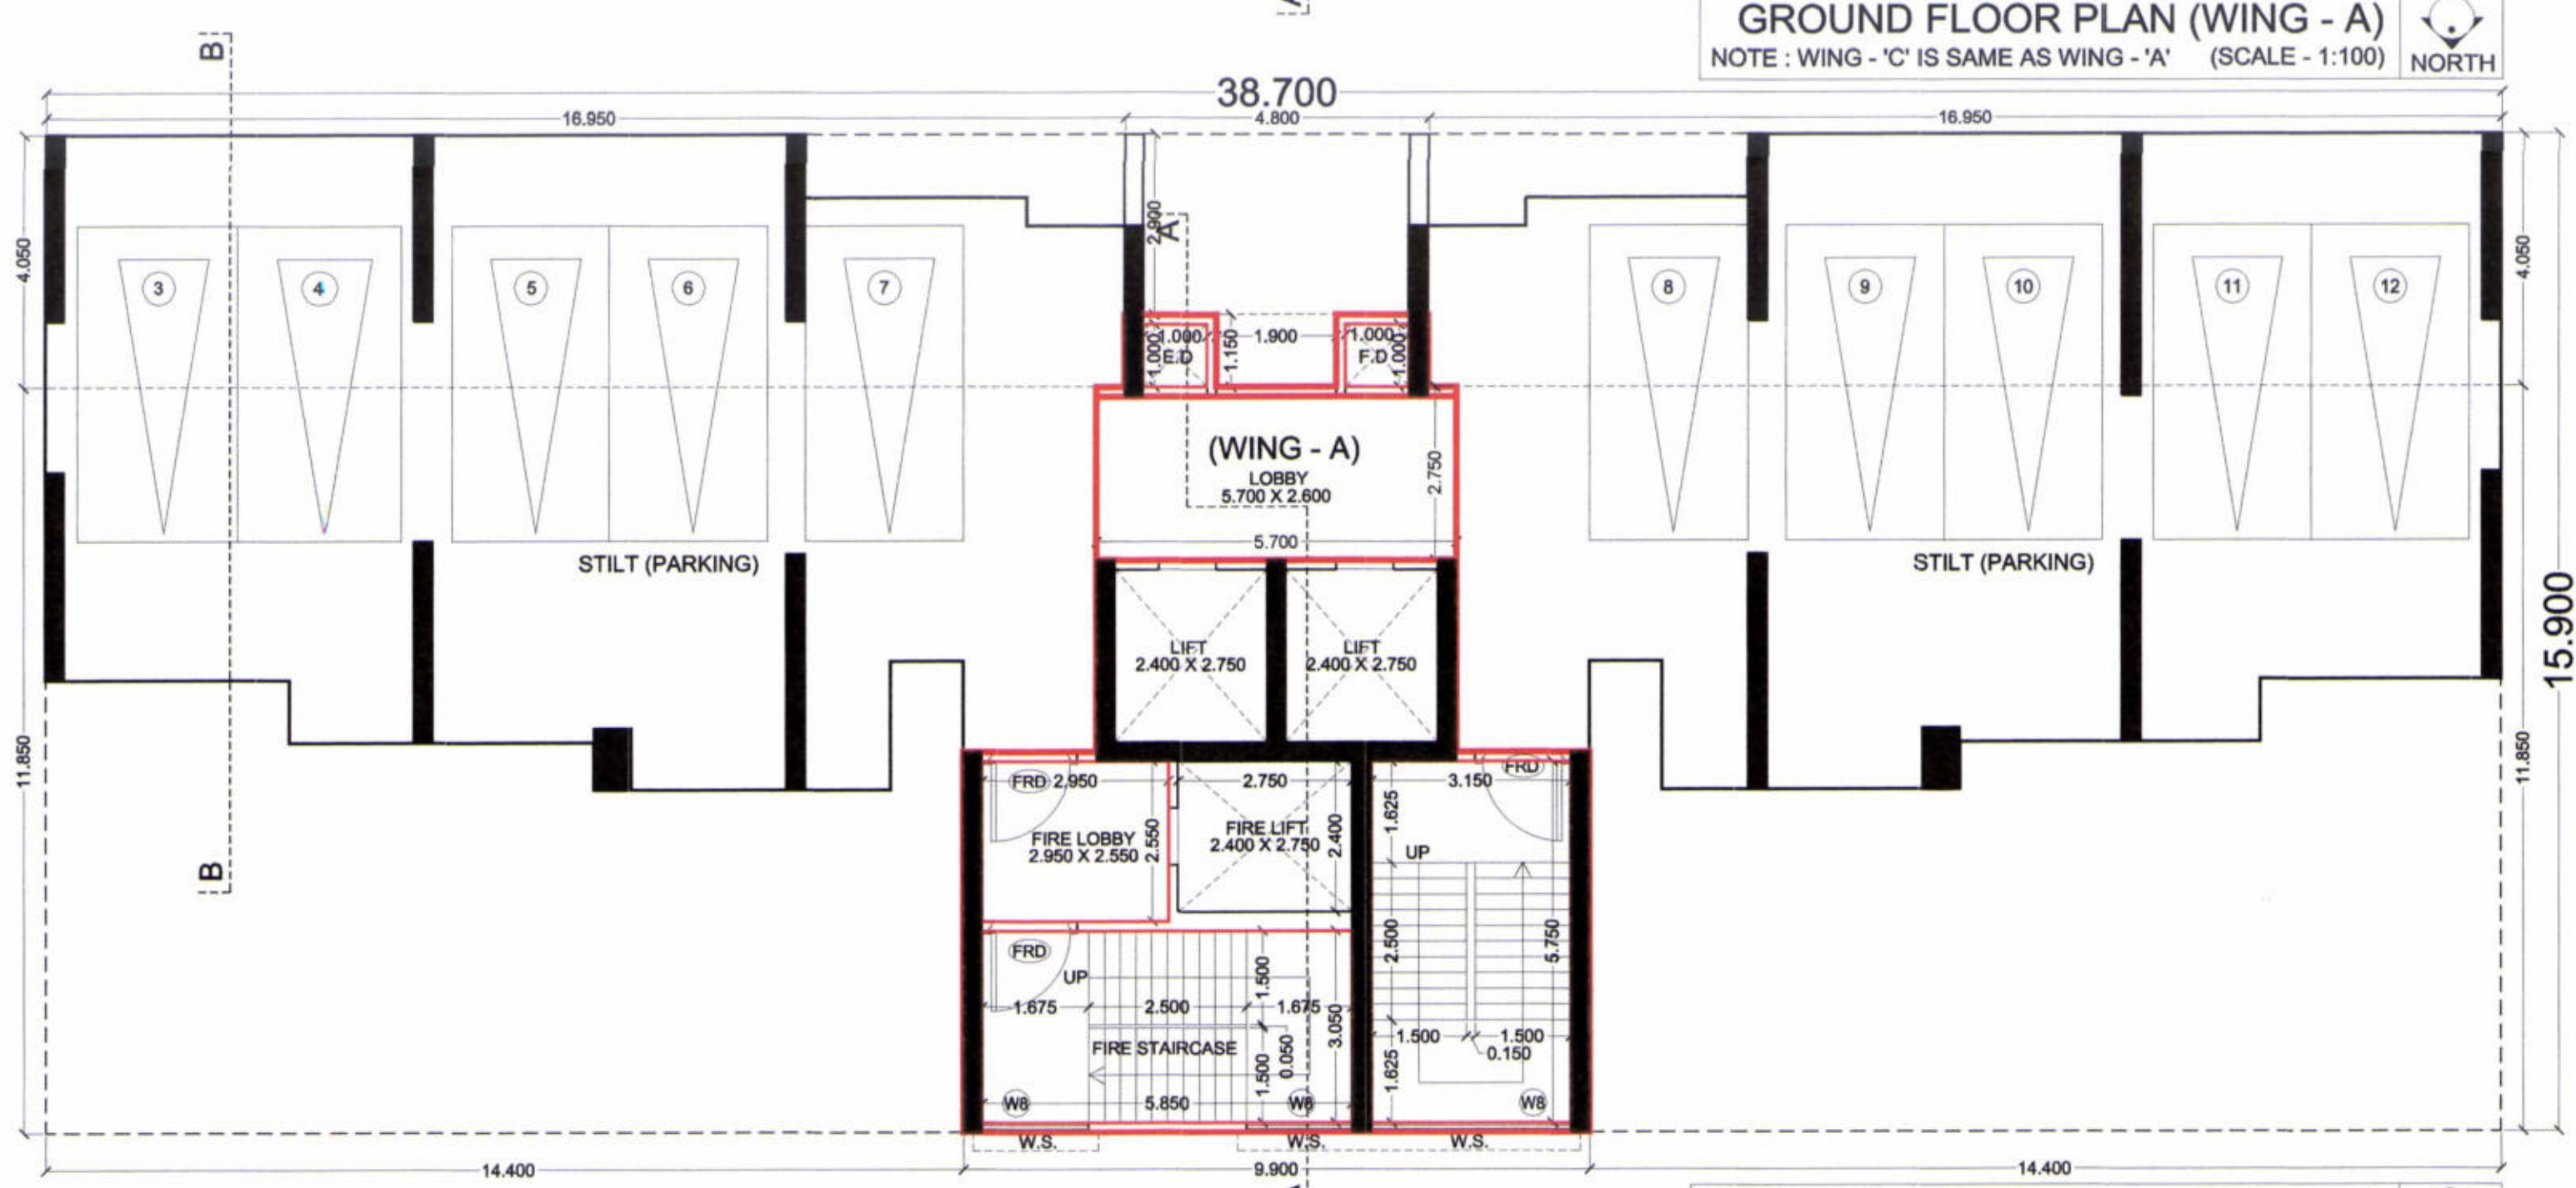 GROUND FLOOR PLAN (WING - A)
NOTE : WING - 'C' IS SAME AS WING - 'A' (SCALE - 1:100)
NORTH
B
38.700
16.950
4.800
16.950
4.050
2.900
A
4.050
3
4
5
6
7
8
9
10
11
12
1.000
1.000
E.D
1.150
1.900
1.000
1.000
F.D
(WING - A)
LOBBY
5.700 X 2.600
2.750
5.700
STILT (PARKING)
STILT (PARKING)
15.900
LIFT
2.400 X 2.750
LIFT
2.400 X 2.750
11.850
11.850
FRD
2.950
2.750
3.150
FRD
1.625
FIRE LOBBY
2.950 X 2.550
2.550
FIRE LIFT
2.400 X 2.750
2.400
UP
B
FRD
UP
1.500
2.500
5.750
1.675
2.500
1.675
3.050
1.500
1.500
0.150
FIRE STAIRCASE
1.500
0.050
1.625
W8
5.850
W6
W8
W.S.
W.S.
W.S.
14.400
9.900
14.400